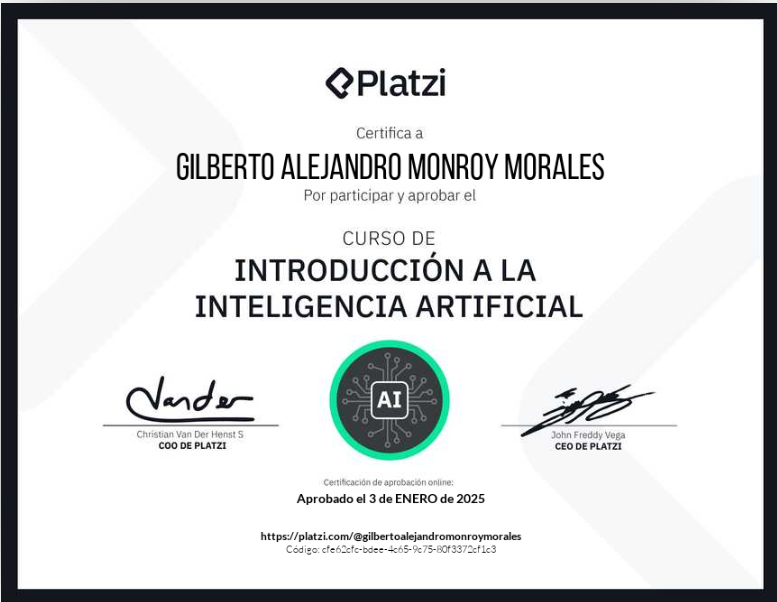 Platzi
Certifica a
GILBERTO ALEJANDRO MONROY MORALES
Por participar y aprobar el
CURSO DE
INTRODUCCIÓN A LA
INTELIGENCIA ARTIFICIAL
AI
Vander
Christian Van Der Henst S
COO DE PLATZI
John Freddy Vega
CEO DE PLATZI
Certificación de aprobación online:
Aprobado el 3 de ENERO de 2025
https://platzi.com/@gilbertoalejandromonroymorales
Código: cfe62cfc-bdee-4c65-9c75-80f3372cf1c3